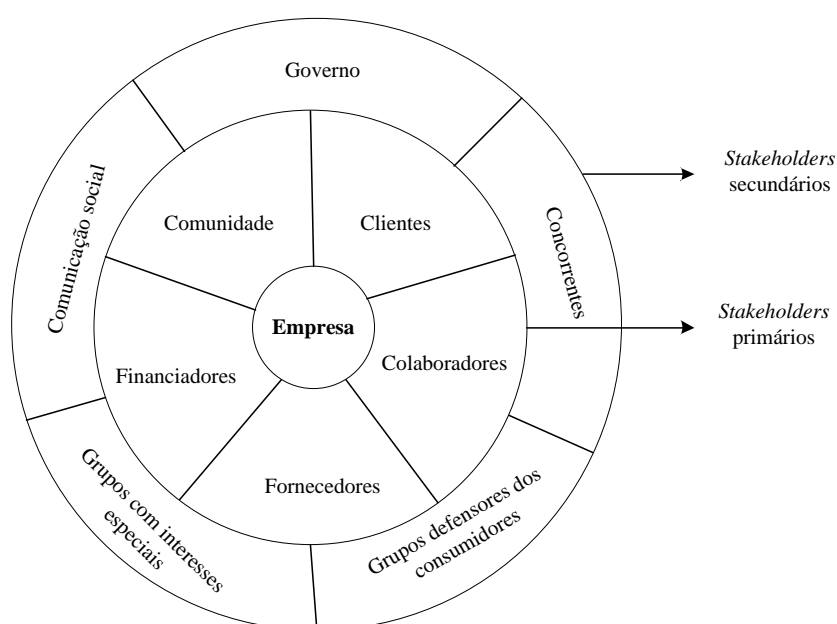 Governo
Stakeholders
secundários
Comunicação social
Comunidade
Clientes
Concorrentes
Empresa
Stakeholders
primários
Financiadores
Colaboradores
Fornecedores
Grupos com interesses
especiais
Grupos defensores dos
consumidores